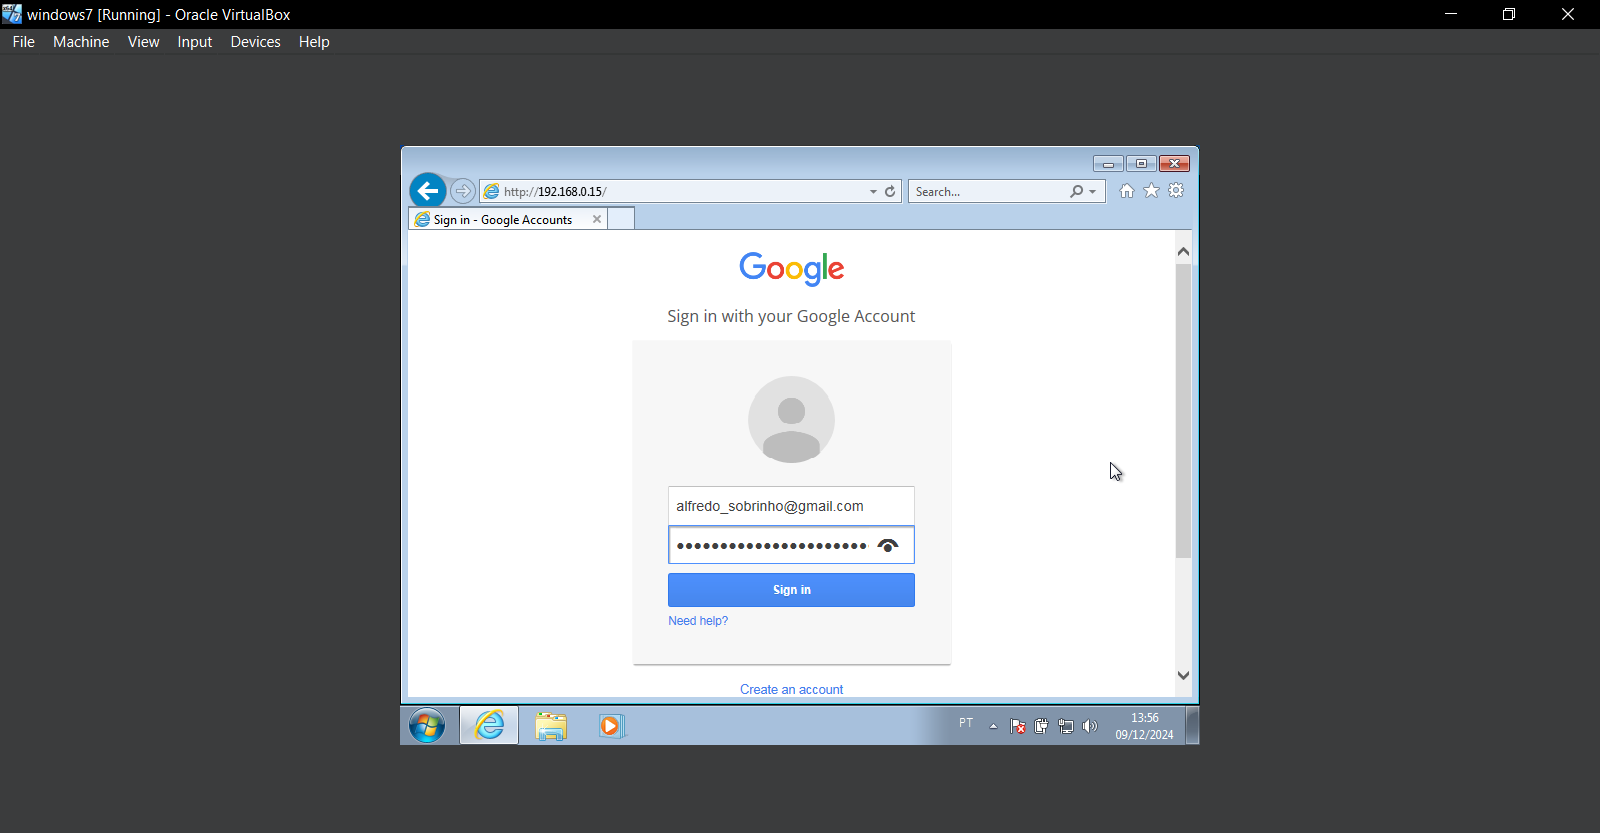 windows7 [Running] - Oracle VirtualBox
File Machine View Input Devices Help
http://192.168.0.15/
Search...
Sign in - Google Accounts
Google
Sign in with your Google Account
alfredo_sobrinho@gmail.com
Sign in
Need help?
Create an account
PT
13:56
09/12/2024